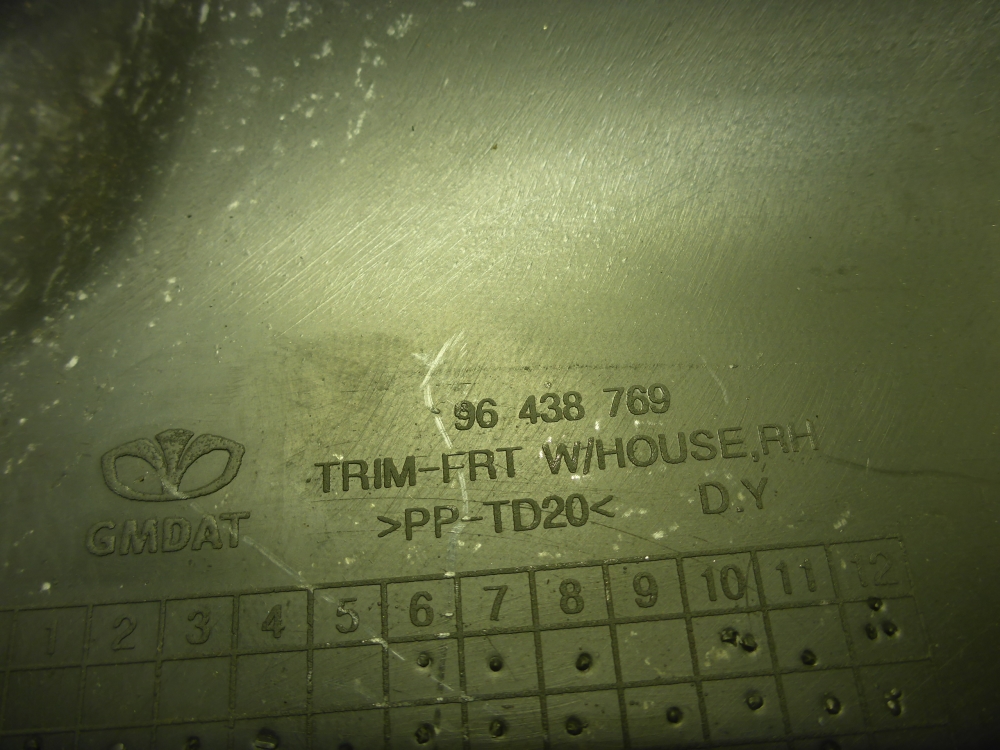 96 438 769
TRIM-FRT W/HOUSE,RH
>PP-TD20< D.Y
GMDAT
1 2 3 4 5 6 7 8 9 10 11 12